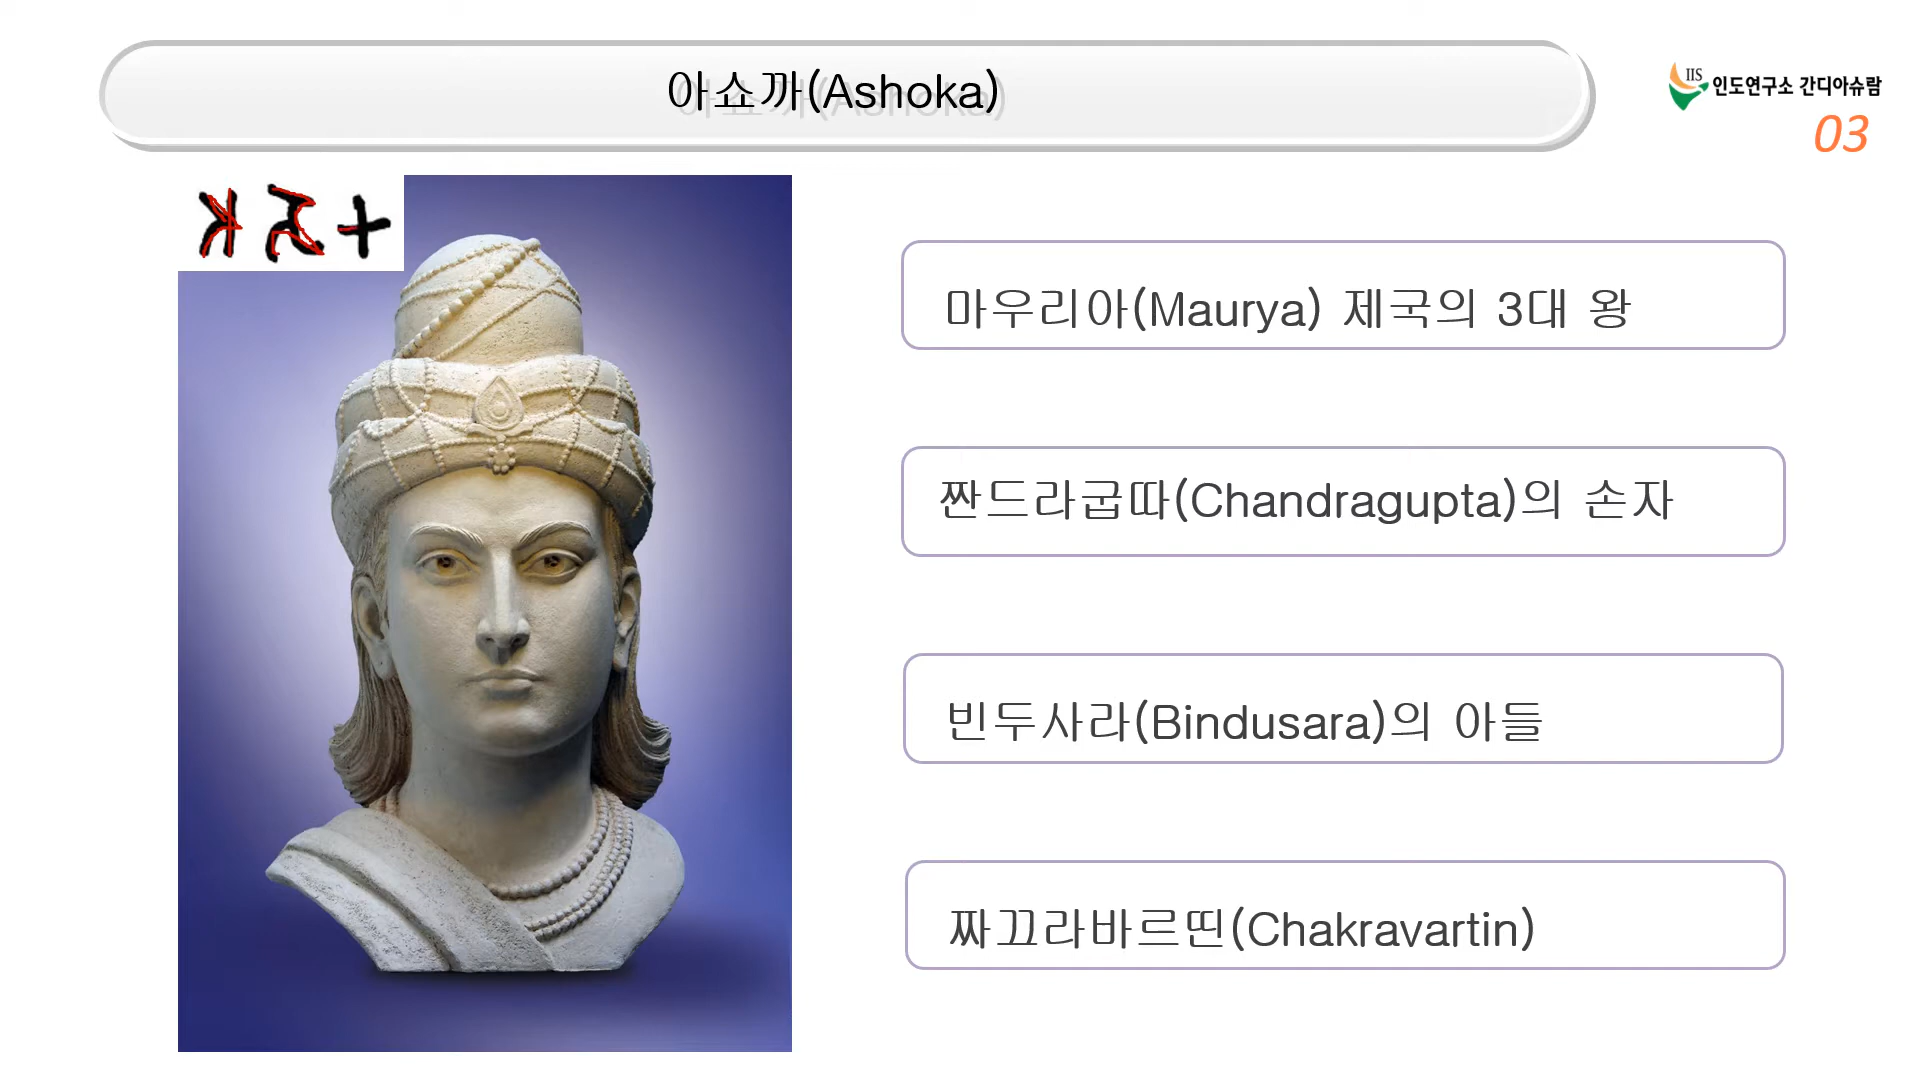 아쇼까(Ashoka)
IIS 인도연구소 간디아슈람
03
마우리아(Maurya) 제국의 3대 왕
짠드라굽따(Chandragupta)의 손자
빈두사라(Bindusara)의 아들
짜끄라바르띤(Chakravartin)